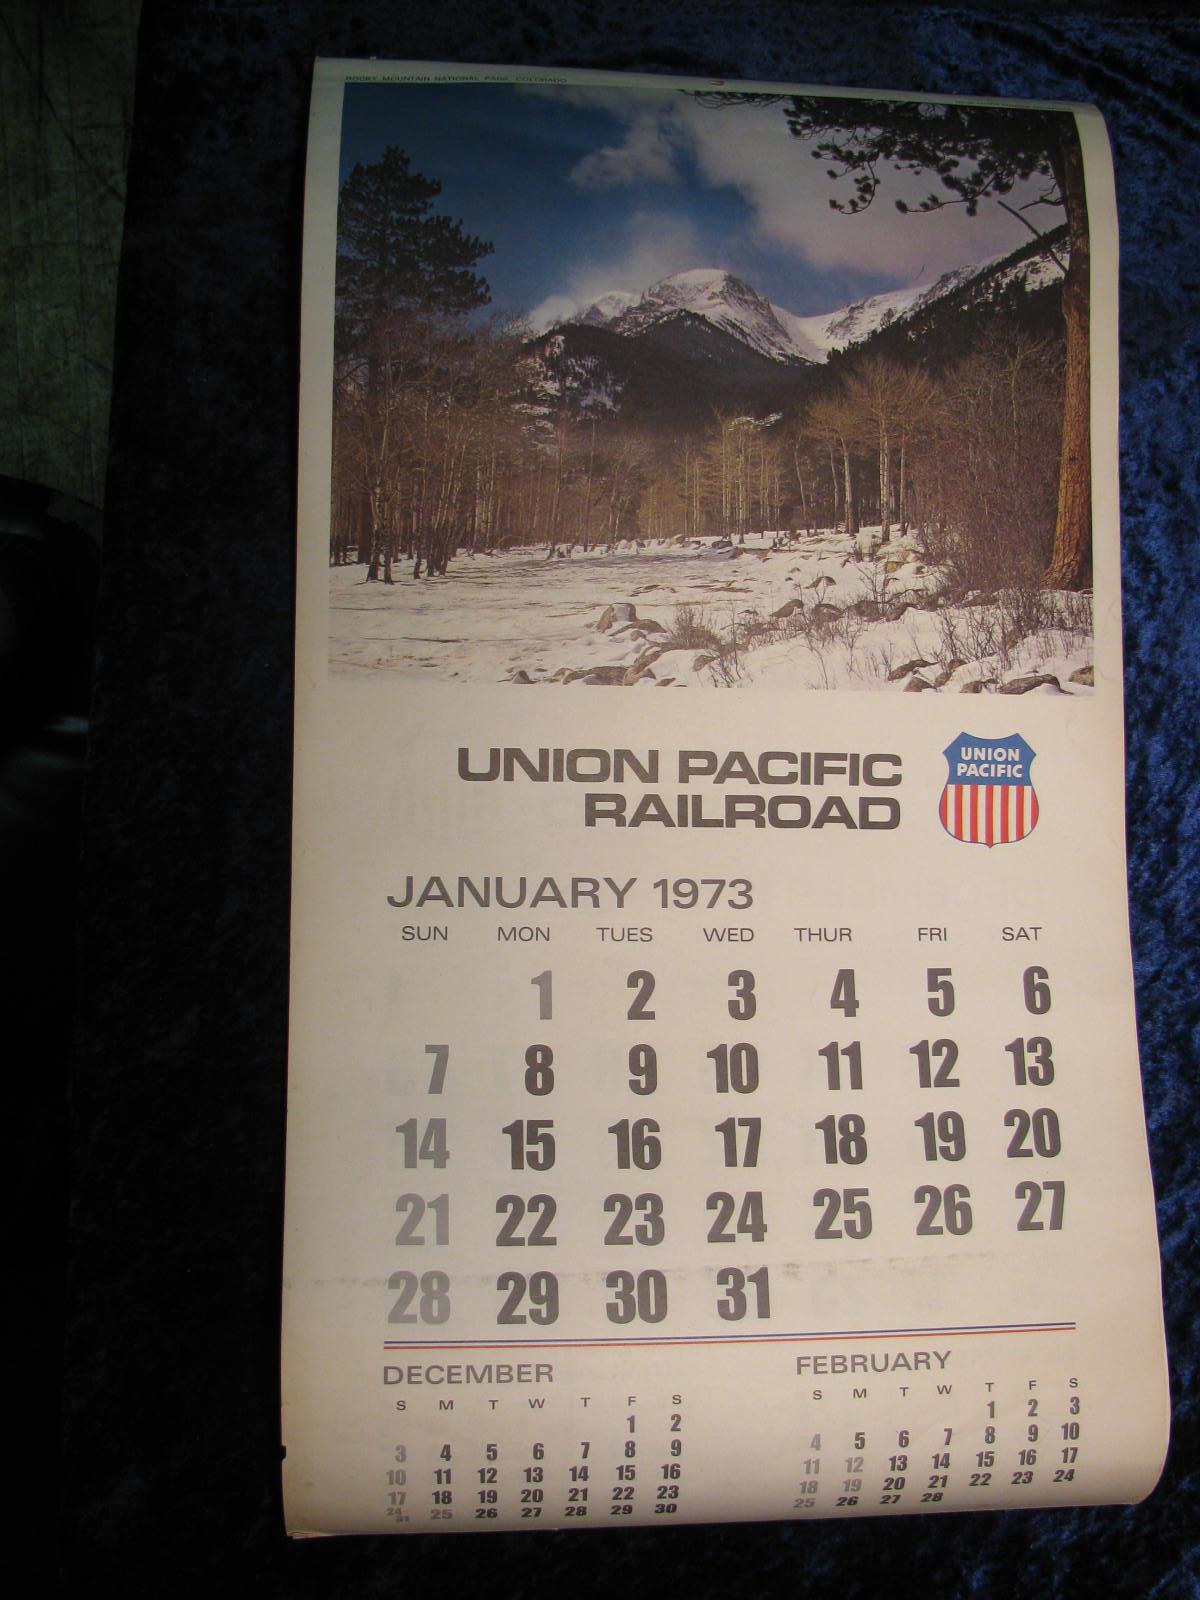 ROCKY MOUNTAIN NATIONAL PARK, COLORADO
UNION PACIFIC
RAILROAD
UNION
PACIFIC
JANUARY 1973
SUN MON TUES WED THUR FRI SAT
1 2 3 4 5 6
7 8 9 10 11 12 13
14 15 16 17 18 19 20
21 22 23 24 25 26 27
28 29 30 31
DECEMBER
S M T W T F S
1 2
3 4 5 6 7 8 9
10 11 12 13 14 15 16
17 18 19 20 21 22 23
24/31 25 26 27 28 29 30
FEBRUARY
S M T W T F S
1 2 3
4 5 6 7 8 9 10
11 12 13 14 15 16 17
18 19 20 21 22 23 24
25 26 27 28